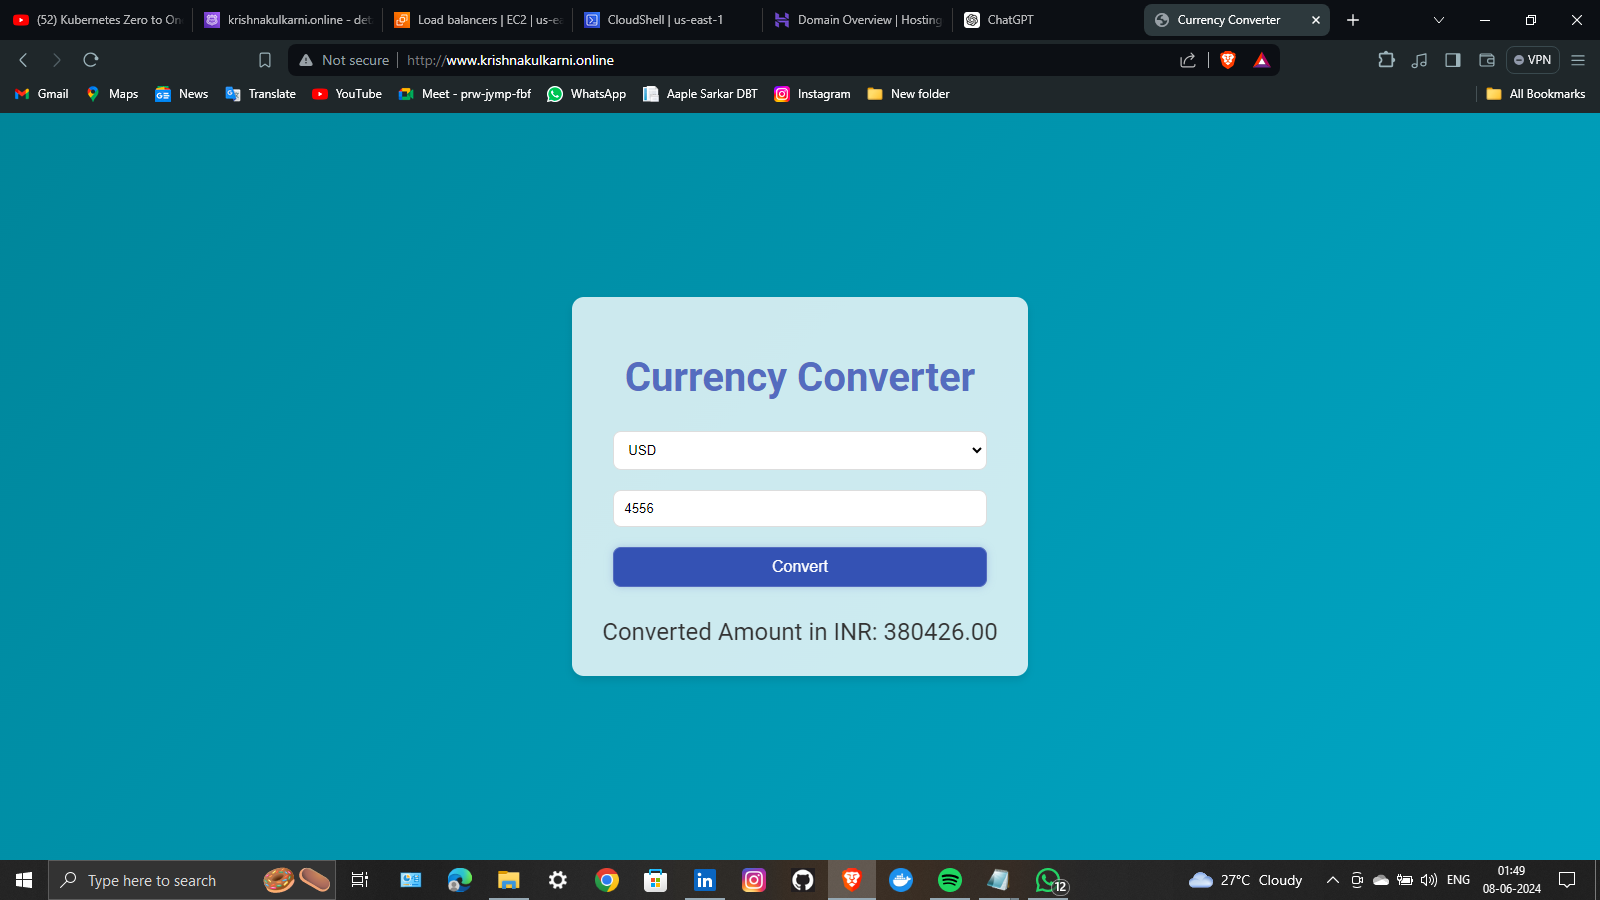 (52) Kubernetes Zero to On
krishnakulkarni.online - det
Load balancers | EC2 | us-ea
CloudShell | us-east-1
Domain Overview | Hosting
ChatGPT
Currency Converter
Not secure http://www.krishnakulkarni.online
VPN
Gmail Maps News Translate YouTube Meet - prw-jymp-fbf WhatsApp Aaple Sarkar DBT Instagram New folder All Bookmarks
Currency Converter
USD
4556
Convert
Converted Amount in INR: 380426.00
Type here to search
12
27°C Cloudy
ENG
01:49
08-06-2024